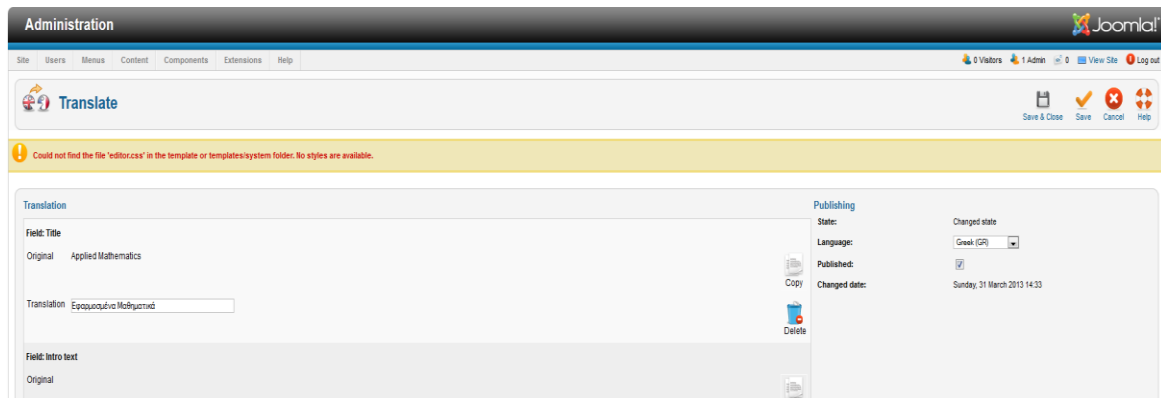 Administration
Joomla!
Site Users Menus Content Components Extensions Help
0 Visitors 1 Admin 0 View Site Log out
Translate
Save & Close Save Cancel Help
Could not find the file 'editor.css' in the template or templates/system folder. No styles are available.
Translation
Field: Title
Original Applied Mathematics
Copy
Translation Εφαρμοσμένα Μαθηματικά
Delete
Field: Intro text
Original
Publishing
State: Changed state
Language: Greek (GR)
Published:
Changed date: Sunday, 31 March 2013 14:33